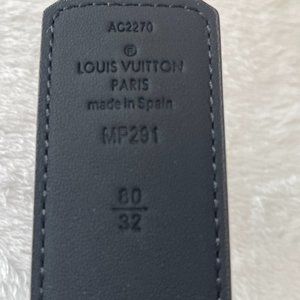 AC2270
®
LOUIS VUITTON
PARIS
made in Spain
MP291
80
32